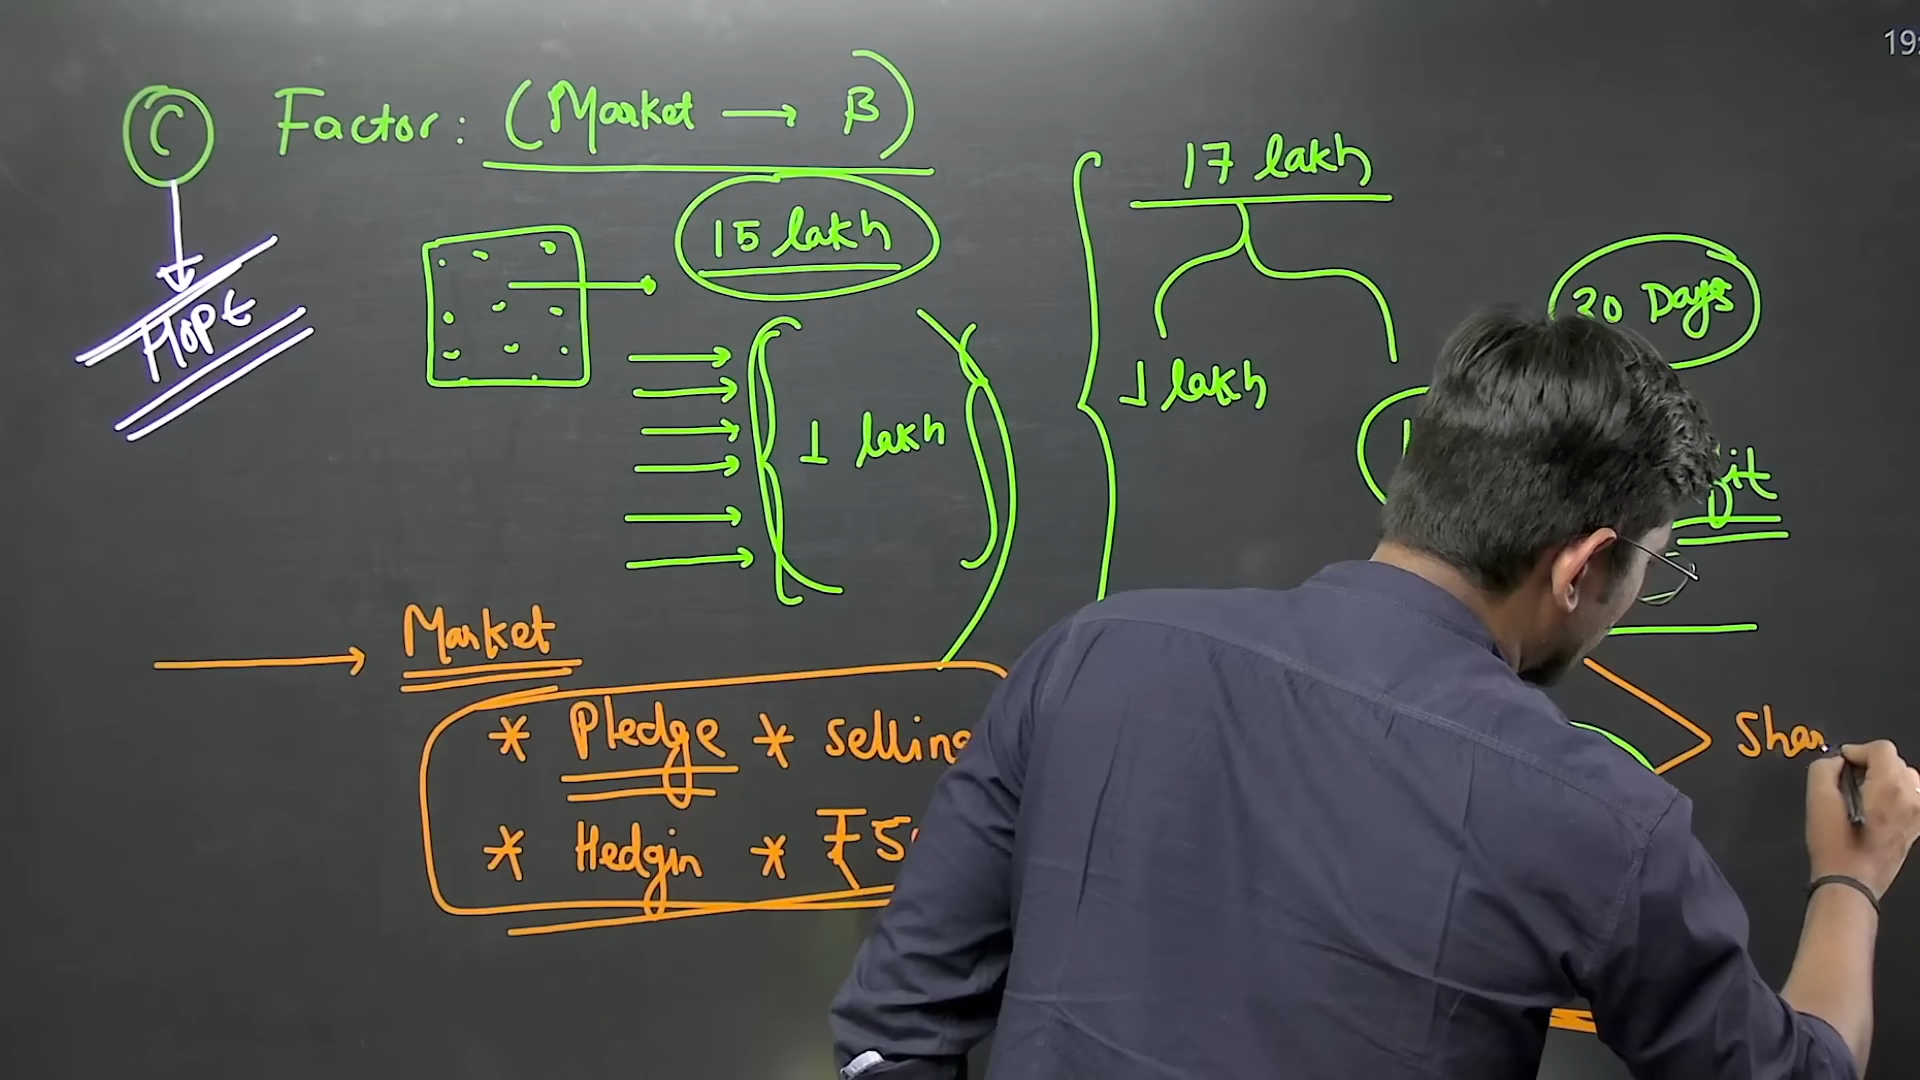 C Factor: (Market → β)
HOPE
15 lakh
1 lakh
17 lakh
1 lakh
30 Days
Market
* Pledge * Selling
* Hedgin * ₹5
Shar
19: